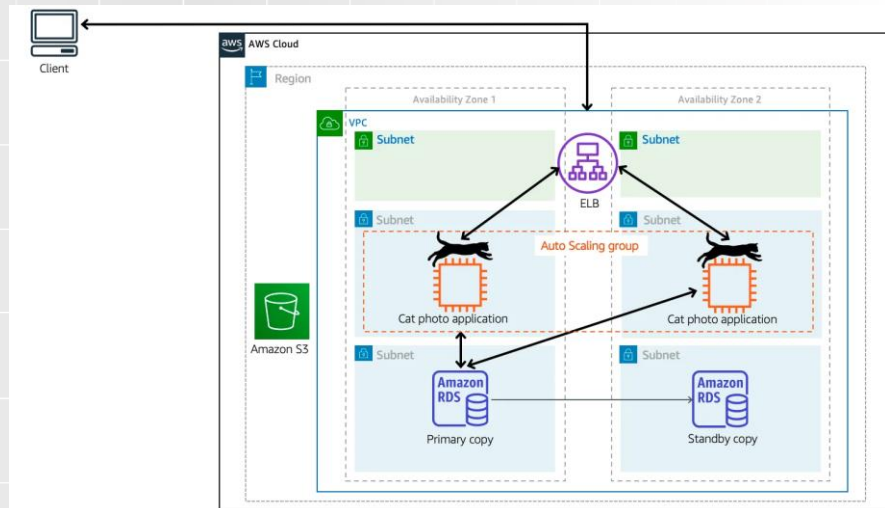 Client
aws AWS Cloud
Region
Availability Zone 1
Availability Zone 2
VPC
Subnet
Subnet
ELB
Subnet
Subnet
Auto Scaling group
Cat photo application
Cat photo application
Amazon S3
Subnet
Subnet
Amazon
RDS
Amazon
RDS
Primary copy
Standby copy